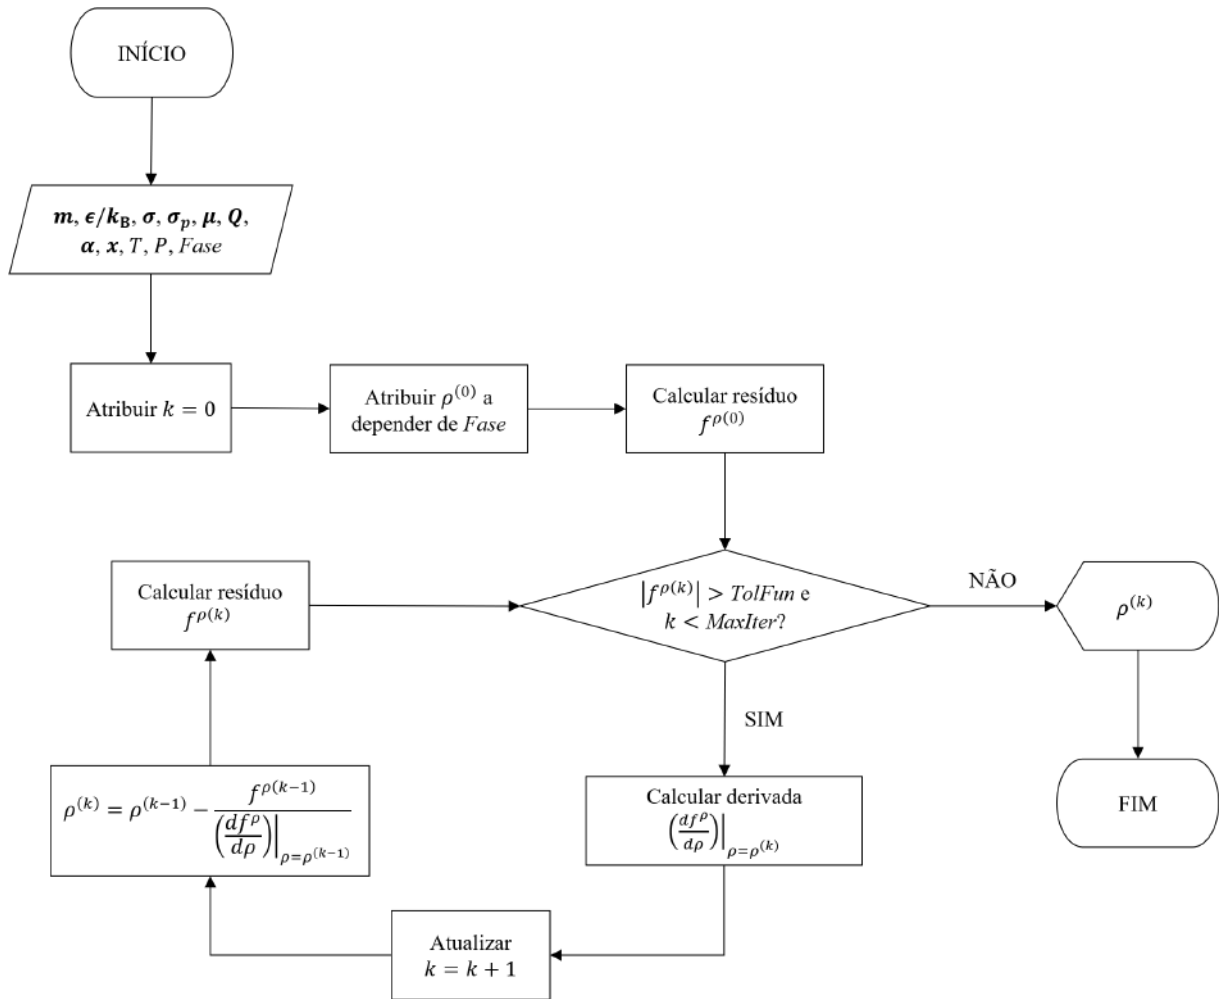 INÍCIO
m, ϵ/k_B, σ, σ_p, μ, Q,
α, x, T, P, Fase
Atribuir k = 0
Atribuir ρ^(0) a
depender de Fase
Calcular resíduo
f^ρ(0)
Calcular resíduo
f^ρ(k)
|f^ρ(k)| > TolFun e
k < MaxIter?
NÃO
ρ^(k)
SIM
ρ^(k) = ρ^(k−1) − f^ρ(k−1) / (df^ρ/dρ)|_ρ=ρ^(k−1)
Calcular derivada
(df^ρ/dρ)|_ρ=ρ^(k)
FIM
Atualizar
k = k + 1